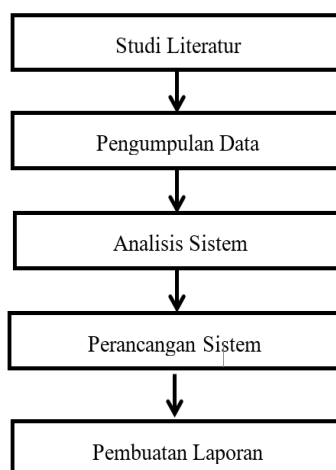 Studi Literatur
Pengumpulan Data
Analisis Sistem
Perancangan Sistem
Pembuatan Laporan